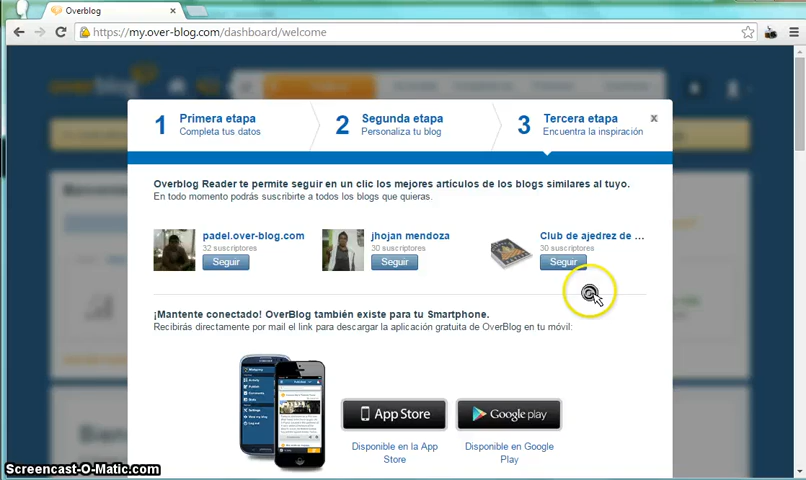 Overblog
https://my.over-blog.com/dashboard/welcome
1 Primera etapa
Completa tus datos
2 Segunda etapa
Personaliza tu blog
3 Tercera etapa
Encuentra la inspiración
x
Overblog Reader te permite seguir en un clic los mejores artículos de los blogs similares al tuyo.
En todo momento podrás suscribirte a todos los blogs que quieras.
padel.over-blog.com
32 suscriptores
Seguir
jhojan mendoza
30 suscriptores
Seguir
Club de ajedrez de ...
30 suscriptores
Seguir
¡Mantente conectado! OverBlog también existe para tu Smartphone.
Recibirás directamente por mail el link para descargar la aplicación gratuita de OverBlog en tu móvil:
App Store
Google play
Disponible en la App
Store
Disponible en Google
Play
Screencast-O-Matic.com